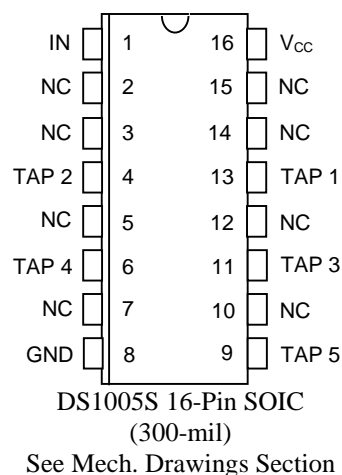 IN 1 16 VCC
NC 2 15 NC
NC 3 14 NC
TAP 2 4 13 TAP 1
NC 5 12 NC
TAP 4 6 11 TAP 3
NC 7 10 NC
GND 8 9 TAP 5
DS1005S 16-Pin SOIC
(300-mil)
See Mech. Drawings Section